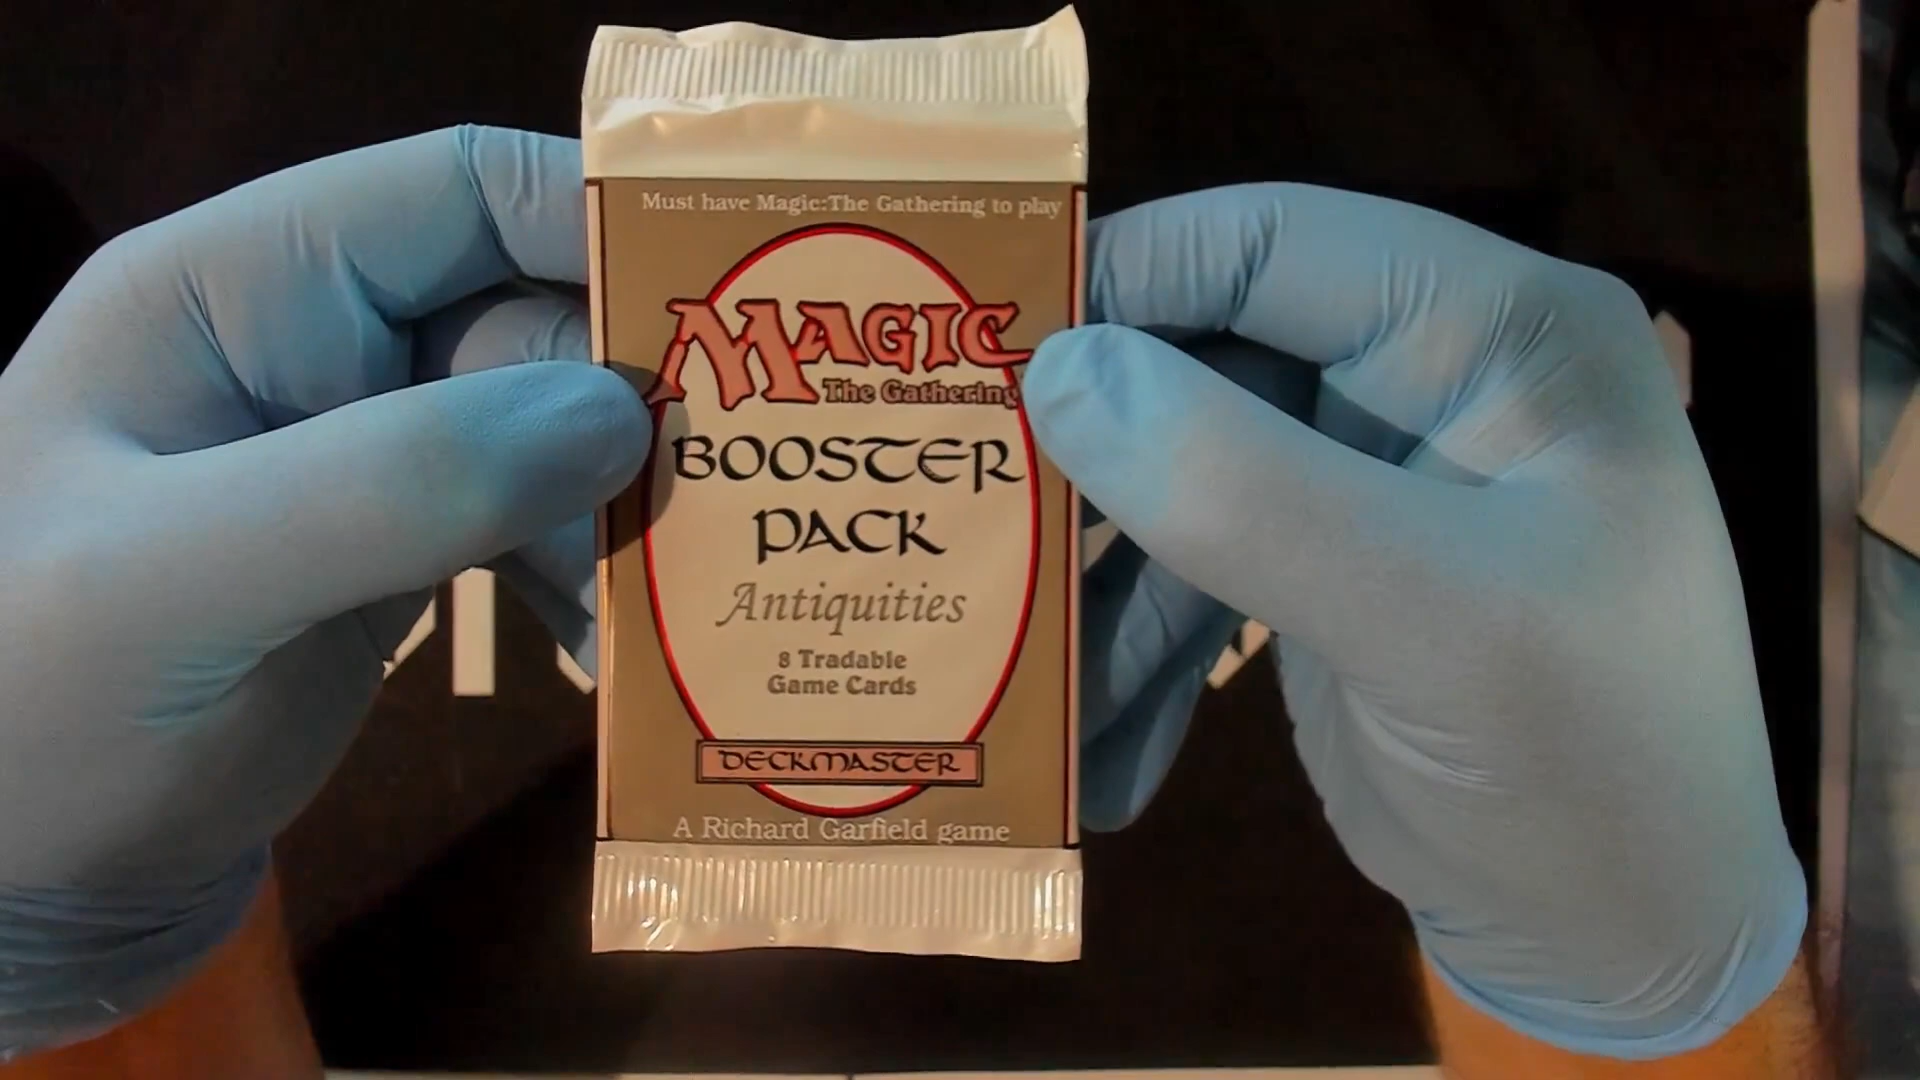 Must have Magic:The Gathering to play
MAGIC
The Gathering
BOOSTER
PACK
Antiquities
8 Tradable
Game Cards
DECKMASTER
A Richard Garfield game